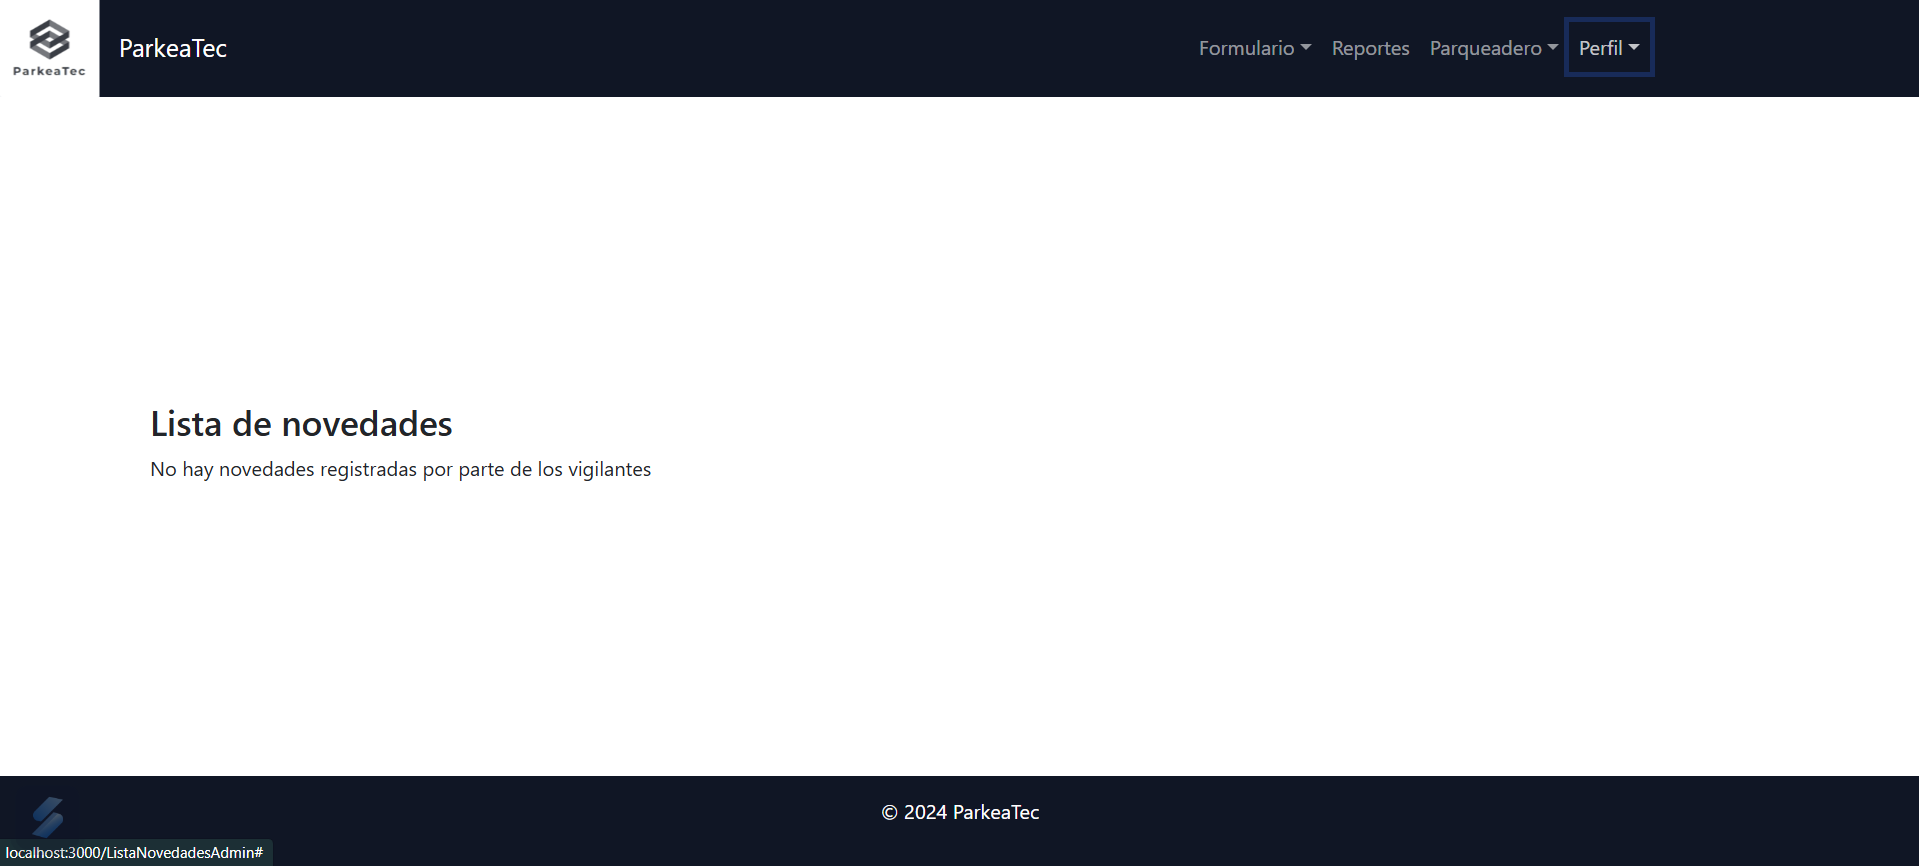 ParkeaTec
ParkeaTec
Formulario Reportes Parqueadero Perfil
Lista de novedades
No hay novedades registradas por parte de los vigilantes
© 2024 ParkeaTec
localhost:3000/ListaNovedadesAdmin#